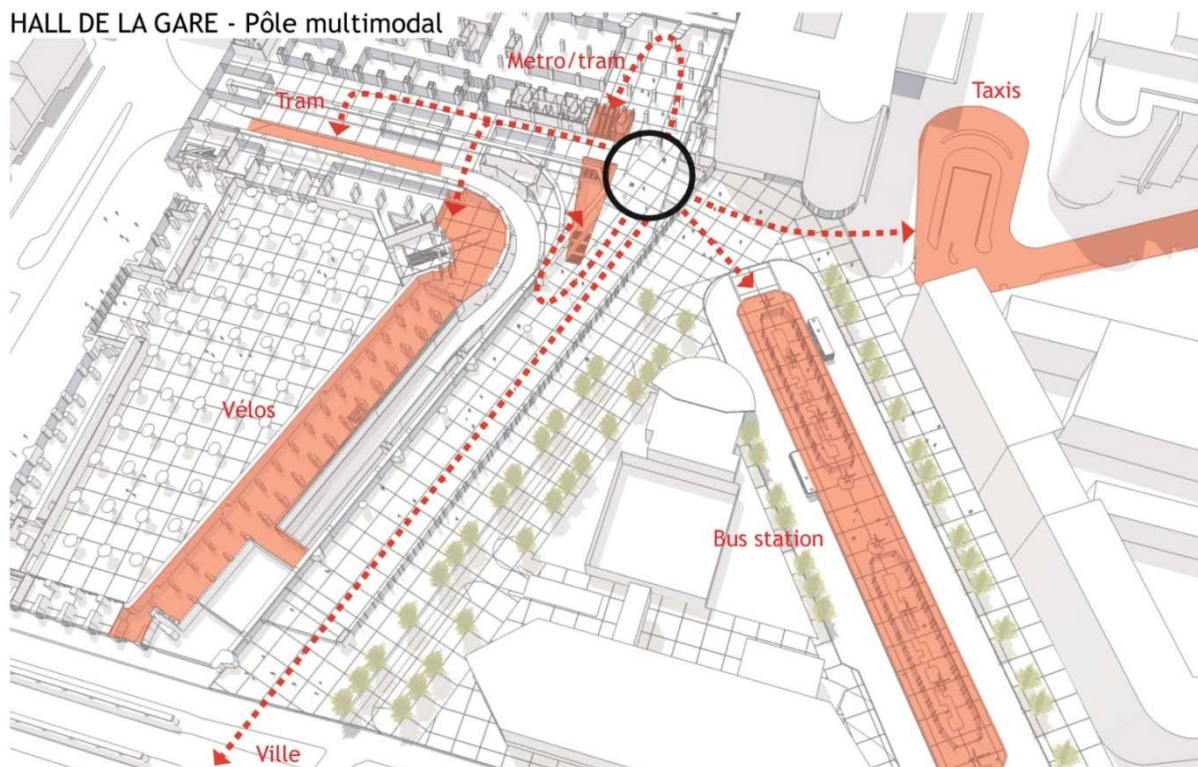 HALL DE LA GARE - Pôle multimodal
Metro/tram
Tram
Taxis
Vélos
Bus station
Ville